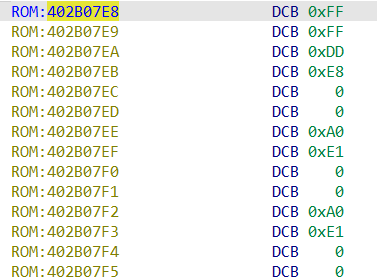 ROM:402B07E8 DCB 0xFF
ROM:402B07E9 DCB 0xFF
ROM:402B07EA DCB 0xDD
ROM:402B07EB DCB 0xE8
ROM:402B07EC DCB 0
ROM:402B07ED DCB 0
ROM:402B07EE DCB 0xA0
ROM:402B07EF DCB 0xE1
ROM:402B07F0 DCB 0
ROM:402B07F1 DCB 0
ROM:402B07F2 DCB 0xA0
ROM:402B07F3 DCB 0xE1
ROM:402B07F4 DCB 0
ROM:402B07F5 DCB 0